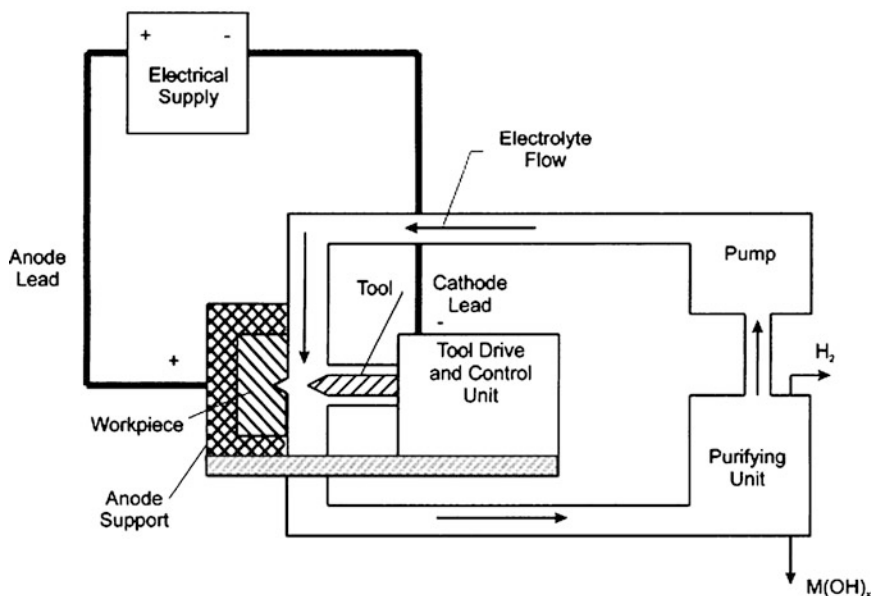 + -
Electrical
Supply
Electrolyte
Flow
Anode
Lead
Pump
Tool
Cathode
Lead
-
+
Tool Drive
and Control
Unit
H₂
Workpiece
Purifying
Unit
Anode
Support
M(OH)ₓ